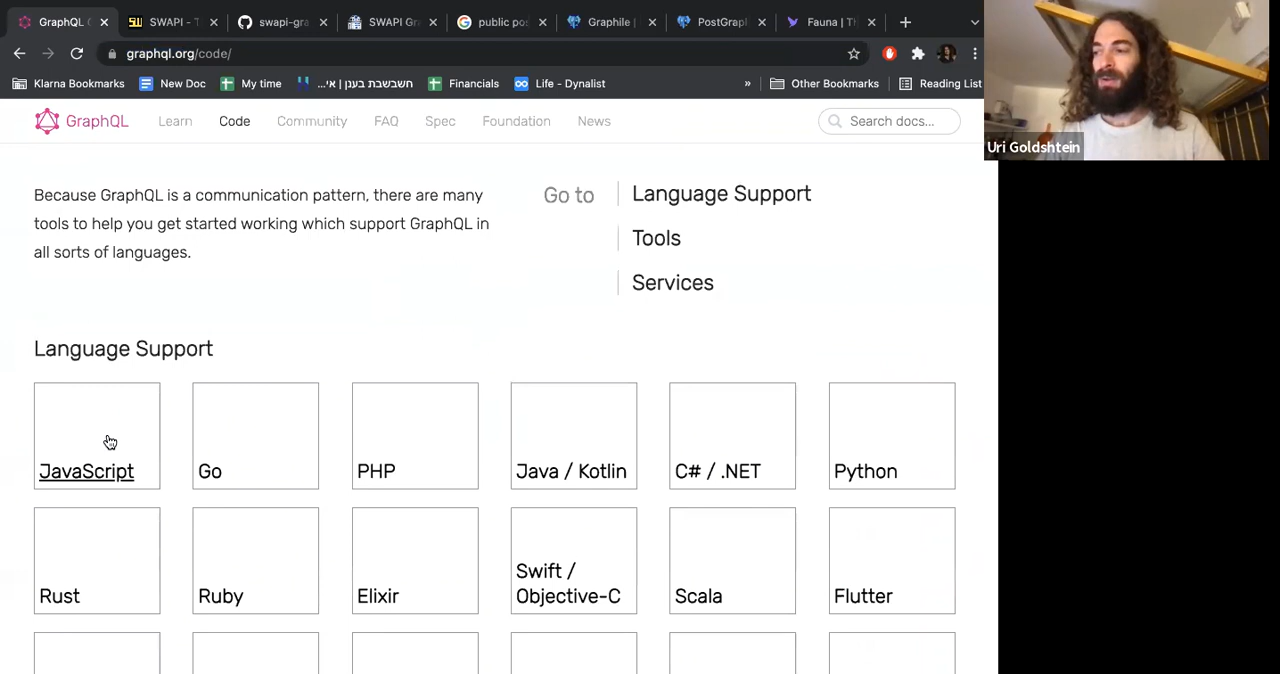 GraphQL
SWAPI - T
swapi-gra
SWAPI Gr
public po
Graphile |
PostGrap
Fauna | Th
graphql.org/code/
Klarna Bookmarks
New Doc
My time
חשבשבת בענן | אי...
Financials
Life - Dynalist
»
Other Bookmarks
Reading List
GraphQL
Learn
Code
Community
FAQ
Spec
Foundation
News
Search docs...
Uri Goldshtein
Because GraphQL is a communication pattern, there are many
tools to help you get started working which support GraphQL in
all sorts of languages.
Go to
Language Support
Tools
Services
Language Support
JavaScript
Go
PHP
Java / Kotlin
C# / .NET
Python
Rust
Ruby
Elixir
Swift /
Objective-C
Scala
Flutter